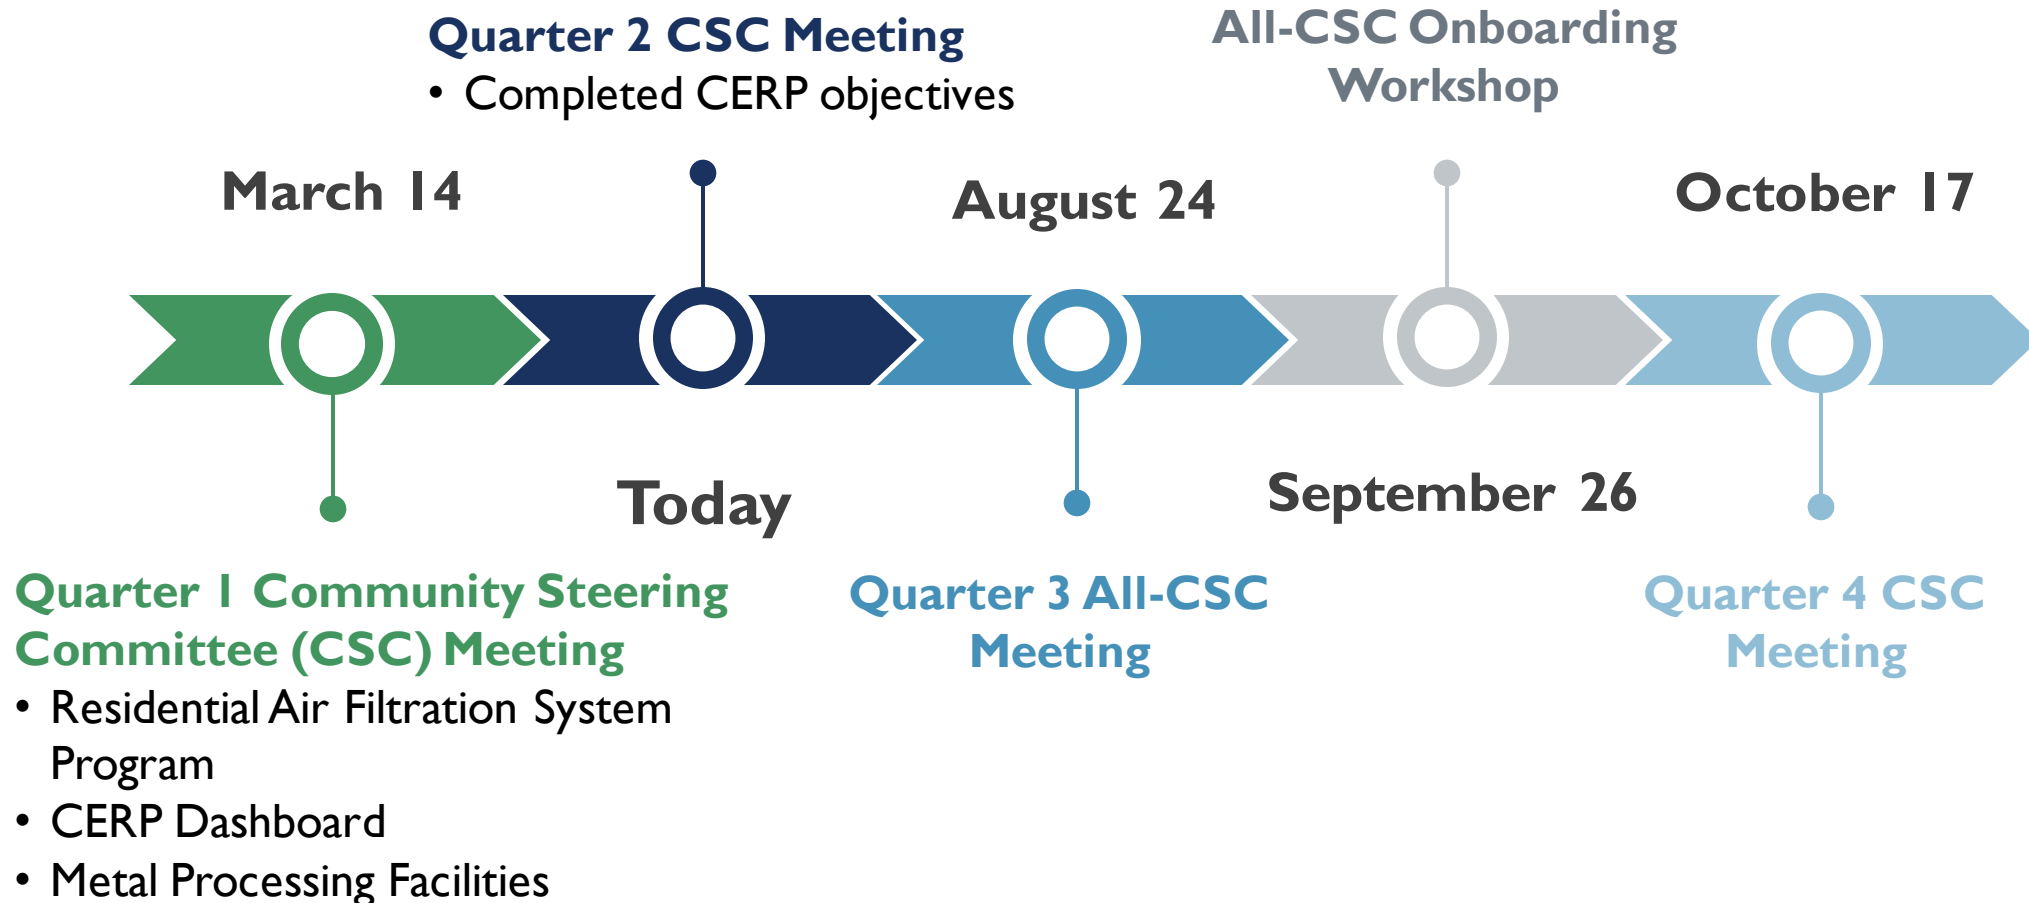 Quarter 2 CSC Meeting
• Completed CERP objectives
All-CSC Onboarding
Workshop
March 14
August 24
October 17
Today
September 26
Quarter 1 Community Steering
Committee (CSC) Meeting
• Residential Air Filtration System
Program
• CERP Dashboard
• Metal Processing Facilities
Quarter 3 All-CSC
Meeting
Quarter 4 CSC
Meeting